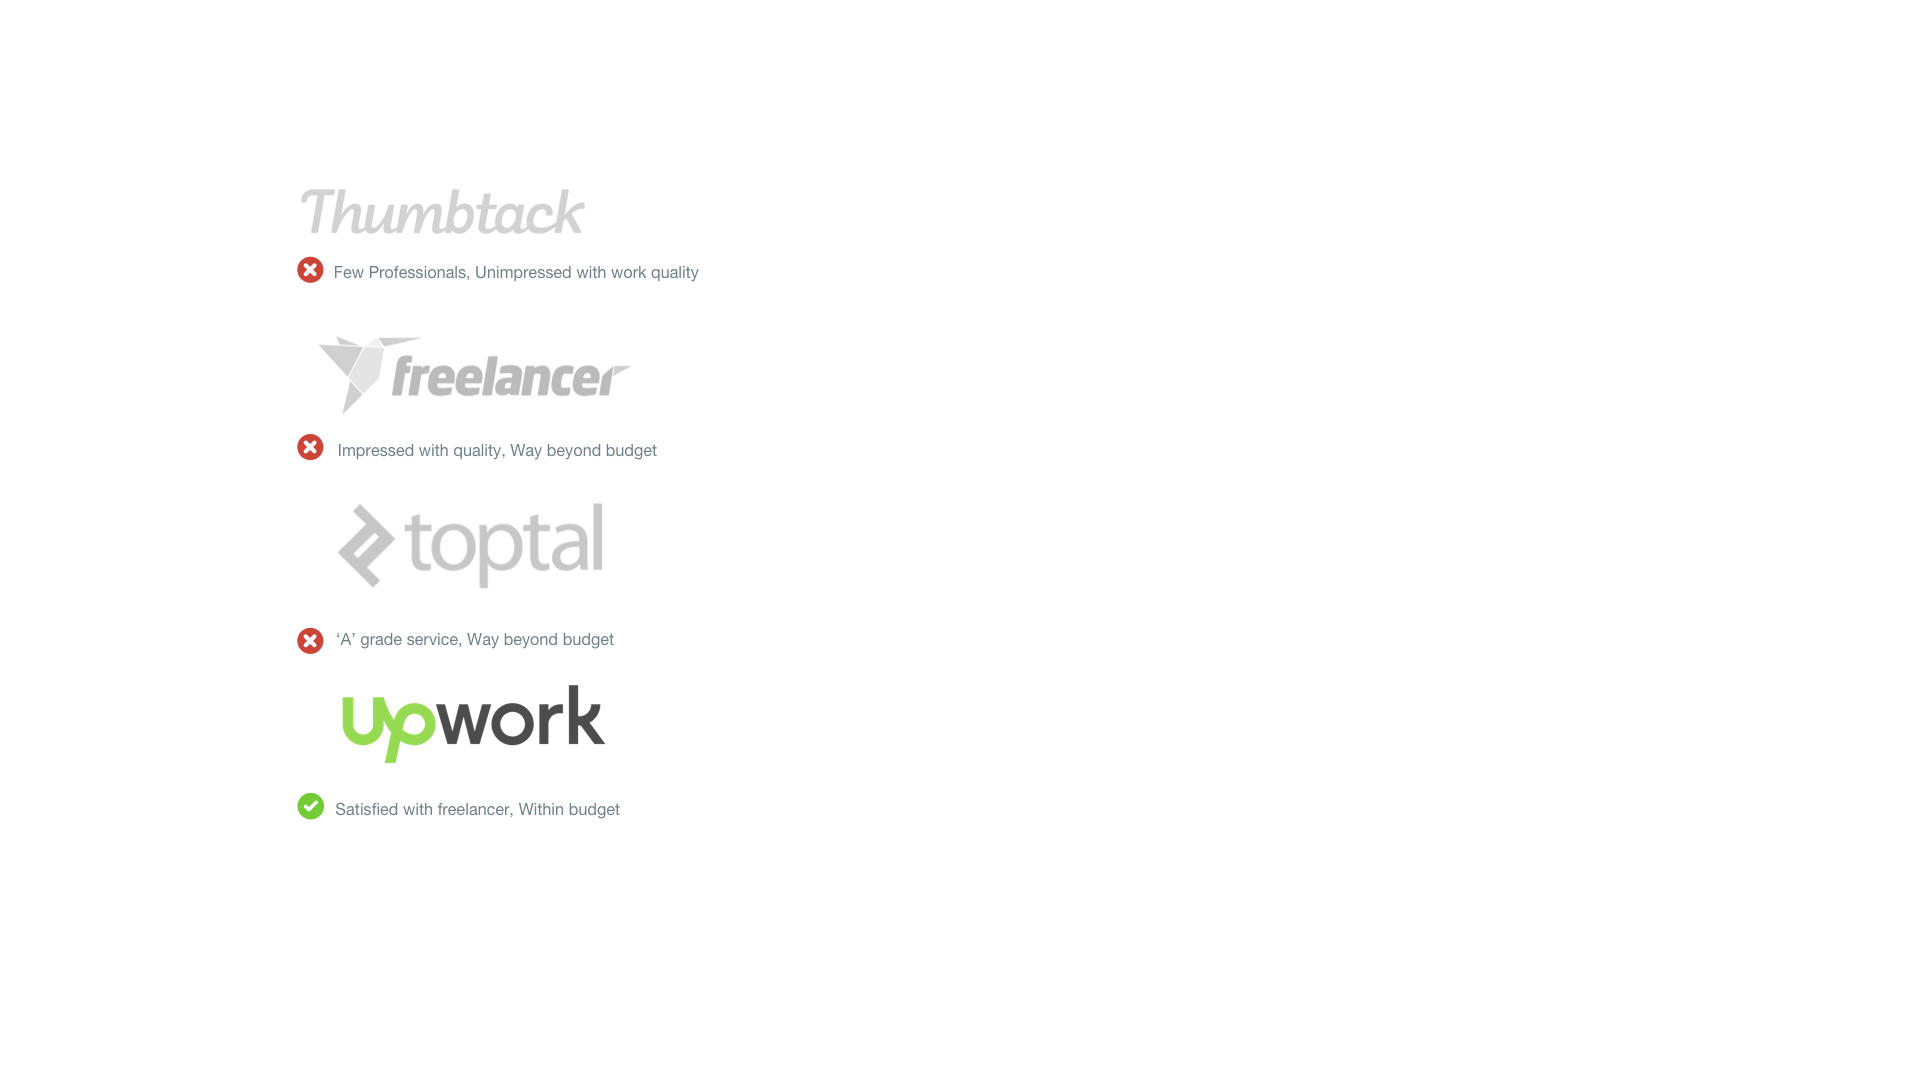 Thumbtack
Few Professionals, Unimpressed with work quality
freelancer
Impressed with quality, Way beyond budget
toptal
‘A’ grade service, Way beyond budget
upwork
Satisfied with freelancer, Within budget